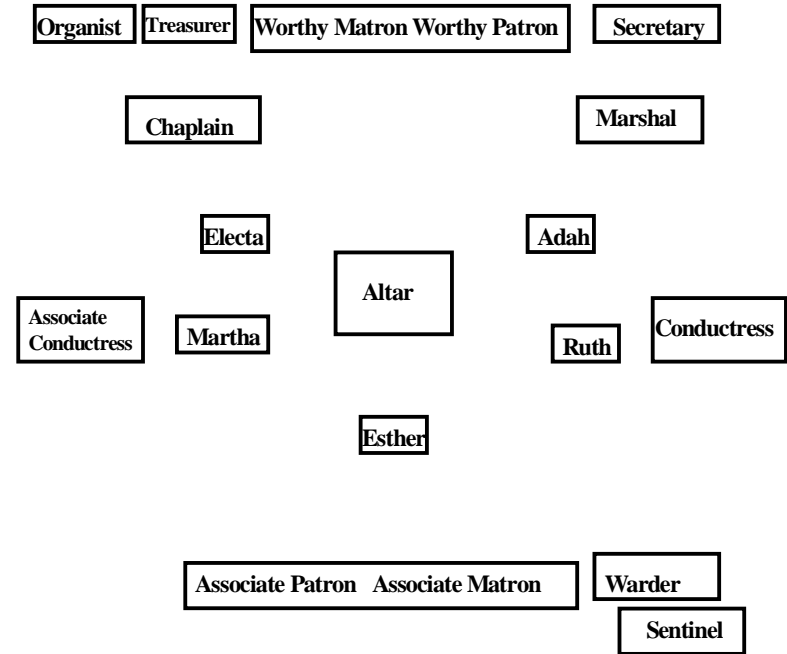 Organist
Treasurer
Worthy Matron Worthy Patron
Secretary
Chaplain
Marshal
Electa
Adah
Altar
Associate
Conductress
Martha
Ruth
Conductress
Esther
Associate Patron Associate Matron
Warder
Sentinel